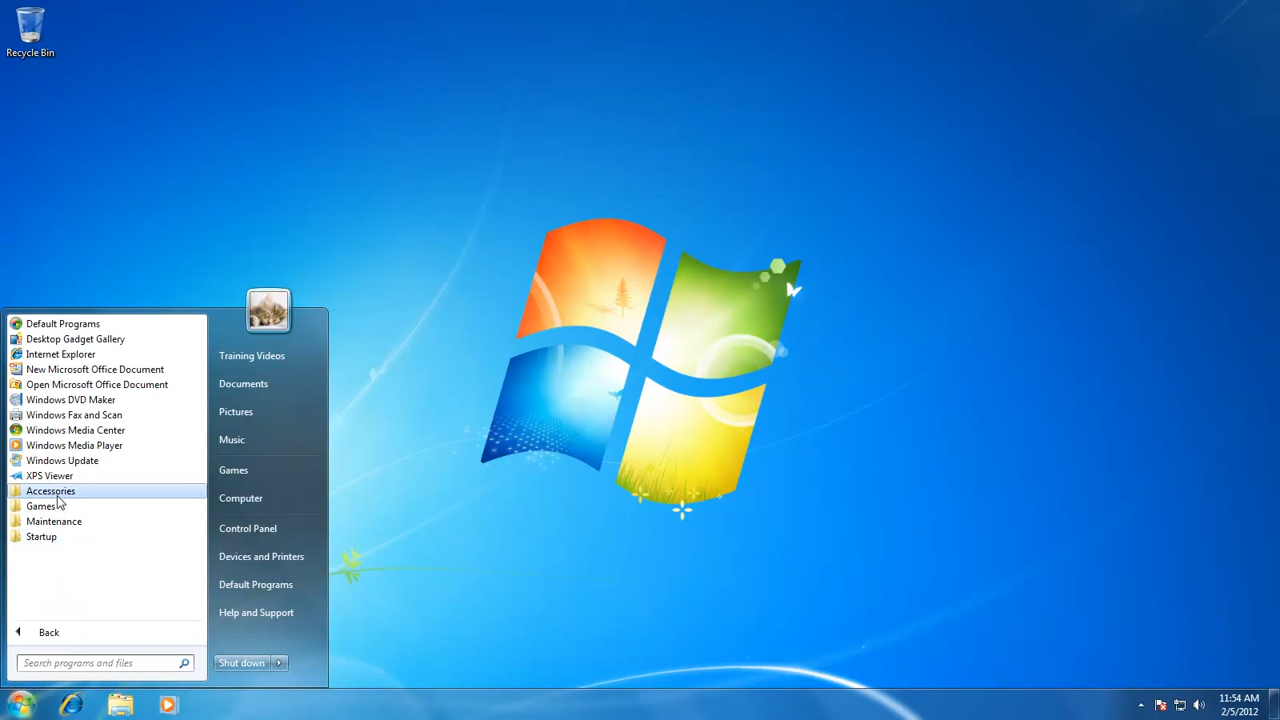 Recycle Bin
Default Programs
Desktop Gadget Gallery
Internet Explorer
New Microsoft Office Document
Open Microsoft Office Document
Windows DVD Maker
Windows Fax and Scan
Windows Media Center
Windows Media Player
Windows Update
XPS Viewer
Accessories
Games
Maintenance
Startup
Back
Search programs and files
Training Videos
Documents
Pictures
Music
Games
Computer
Control Panel
Devices and Printers
Default Programs
Help and Support
Shut down
11:54 AM
2/5/2012